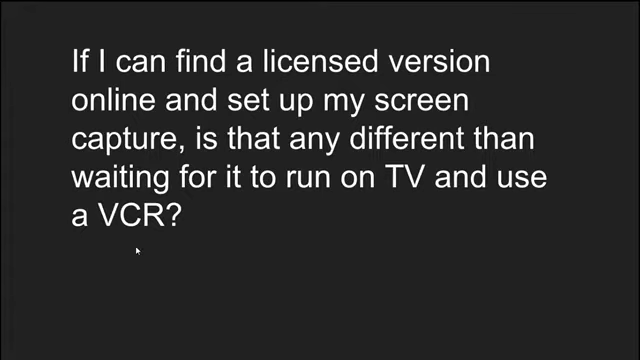 If I can find a licensed version
online and set up my screen
capture, is that any different than
waiting for it to run on TV and use
a VCR?